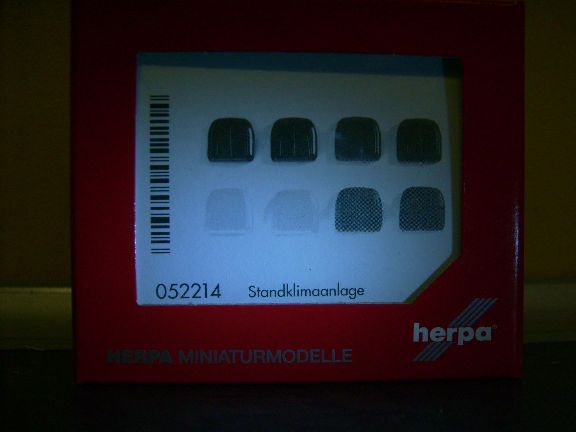 052214 Standklimaanlage
herpa®
HERPA MINIATURMODELLE